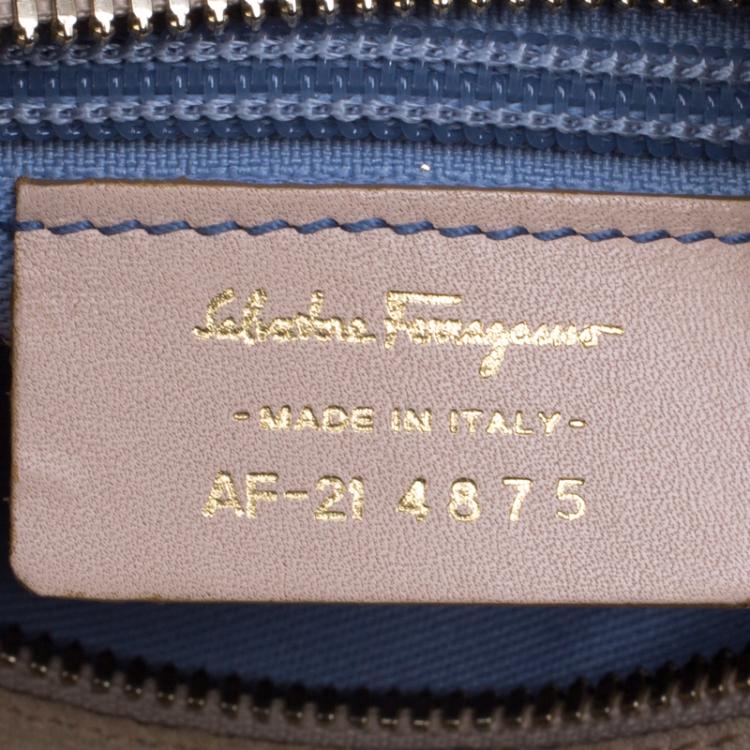 Salvatore Ferragamo
- MADE IN ITALY -
AF-21 4875